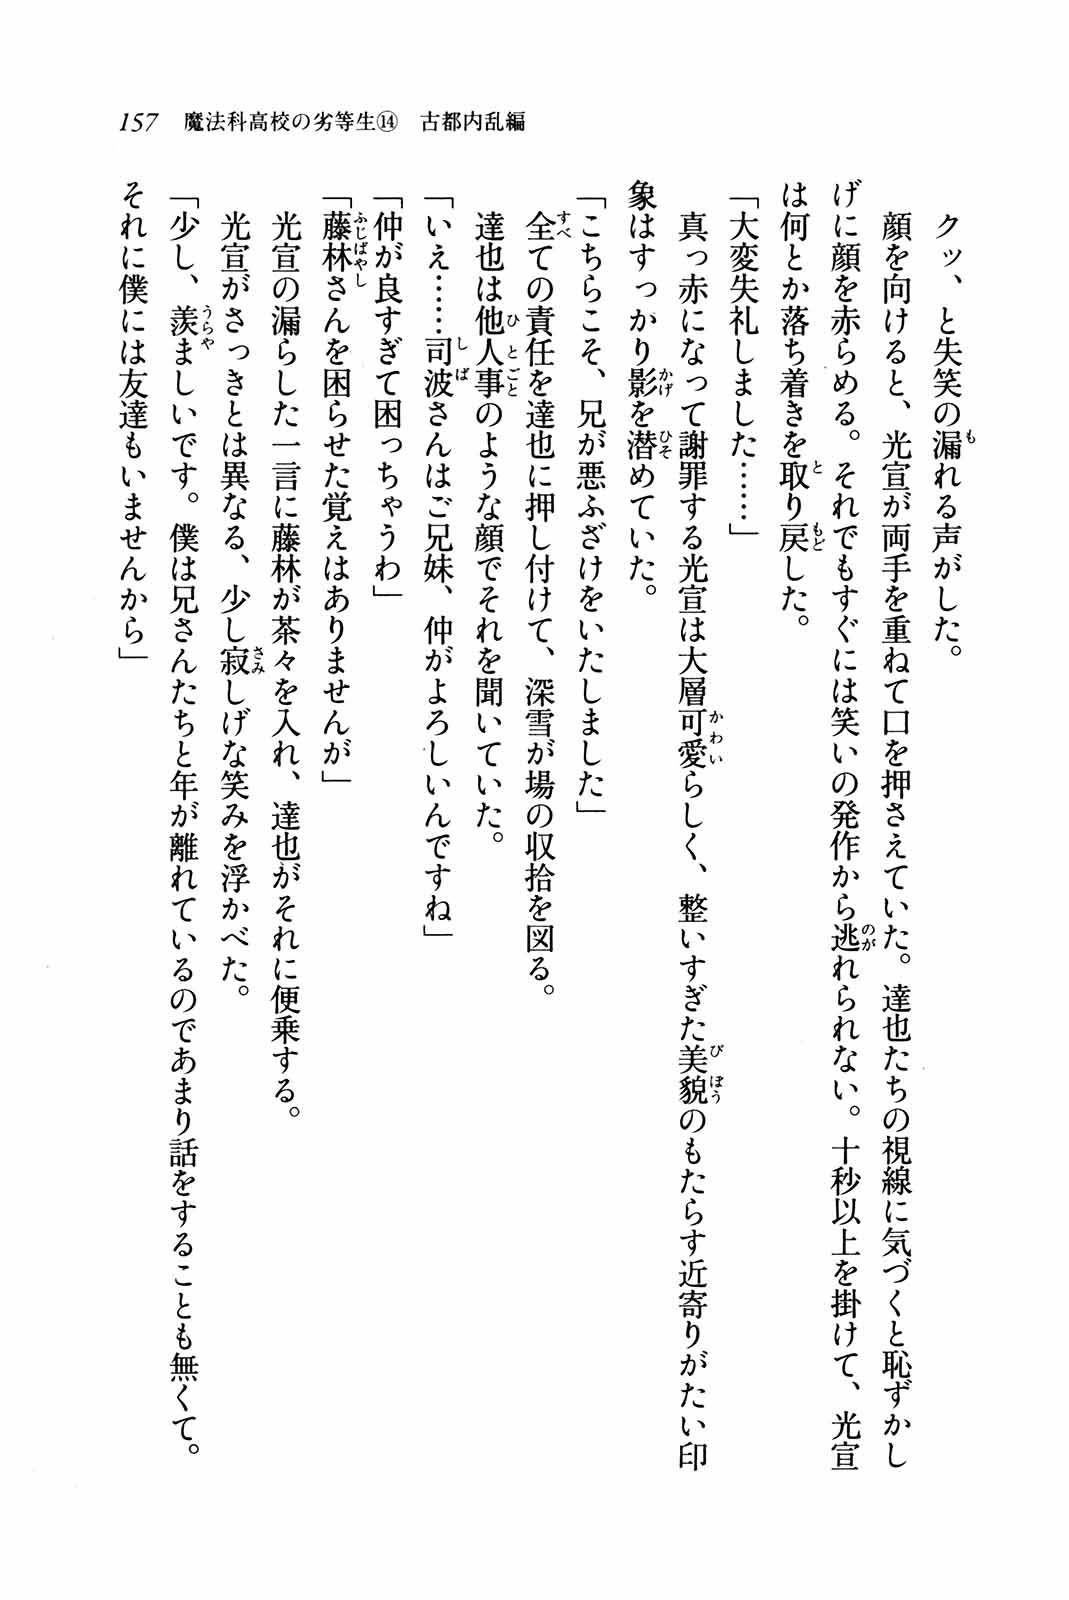 157 魔法科高校の劣等生⑭ 古都内乱編
クッ、と失笑の漏れる声がした。
顔を向けると、光宣が両手を重ねて口を押さえていた。達也たちの視線に気づくと恥ずかし
げに顔を赤らめる。それでもすぐには笑いの発作から逃れられない。十秒以上を掛けて、光宣
は何とか落ち着きを取り戻した。
「大変失礼しました……」
真っ赤になって謝罪する光宣は大層可愛らしく、整いすぎた美貌のもたらす近寄りがたい印
象はすっかり影を潜めていた。
「こちらこそ、兄が悪ふざけをいたしました」
全ての責任を達也に押し付けて、深雪が場の収拾を図る。
達也は他人事のような顔でそれを聞いていた。
「いえ……司波さんはご兄妹、仲がよろしいんですね」
「仲が良すぎて困っちゃうわ」
「藤林さんを困らせた覚えはありませんが」
光宣の漏らした一言に藤林が茶々を入れ、達也がそれに便乗する。
光宣がさっきとは異なる、少し寂しげな笑みを浮かべた。
「少し、羨ましいです。僕は兄さんたちと年が離れているのであまり話をすることも無くて。
それに僕には友達もいませんから」